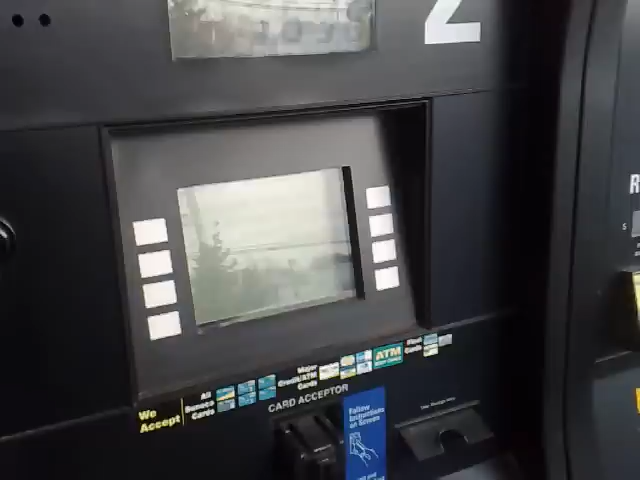 2
R
We Accept
All Sunoco Cards
Major Credit/ATM Cards
ATM
Fleet Cards
CARD ACCEPTOR
Follow Instructions on Screen